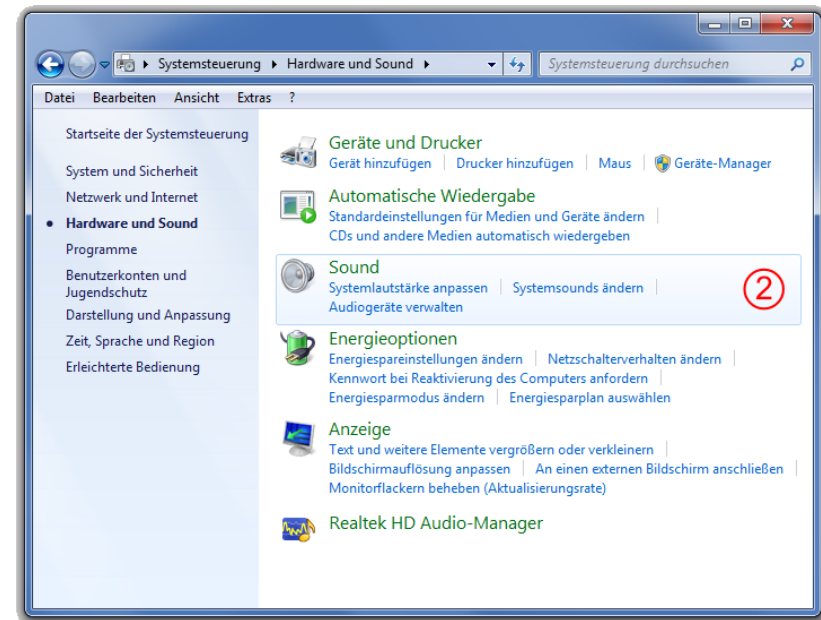 Systemsteuerung Hardware und Sound Systemsteuerung durchsuchen
Datei Bearbeiten Ansicht Extras ?
Startseite der Systemsteuerung
System und Sicherheit
Netzwerk und Internet
Hardware und Sound
Programme
Benutzerkonten und
Jugendschutz
Darstellung und Anpassung
Zeit, Sprache und Region
Erleichterte Bedienung
Geräte und Drucker
Gerät hinzufügen Drucker hinzufügen Maus Geräte-Manager
Automatische Wiedergabe
Standardeinstellungen für Medien und Geräte ändern
CDs und andere Medien automatisch wiedergeben
Sound
Systemlautstärke anpassen Systemsounds ändern
Audiogeräte verwalten
2
Energieoptionen
Energiespareinstellungen ändern Netzschalterverhalten ändern
Kennwort bei Reaktivierung des Computers anfordern
Energiesparmodus ändern Energiesparplan auswählen
Anzeige
Text und weitere Elemente vergrößern oder verkleinern
Bildschirmauflösung anpassen An einen externen Bildschirm anschließen
Monitorflackern beheben (Aktualisierungsrate)
Realtek HD Audio-Manager